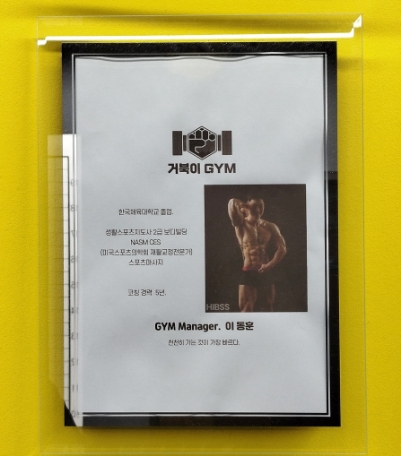 거북이 GYM
한국체육대학교 졸업.
생활스포츠지도사 2급 보디빌딩
NASM CES
(미국스포츠의학회 재활교정전문가)
스포츠마사지
코칭 경력 5년.
HIBSS
GYM Manager. 이 동훈
천천히 가는 것이 가장 빠르다.